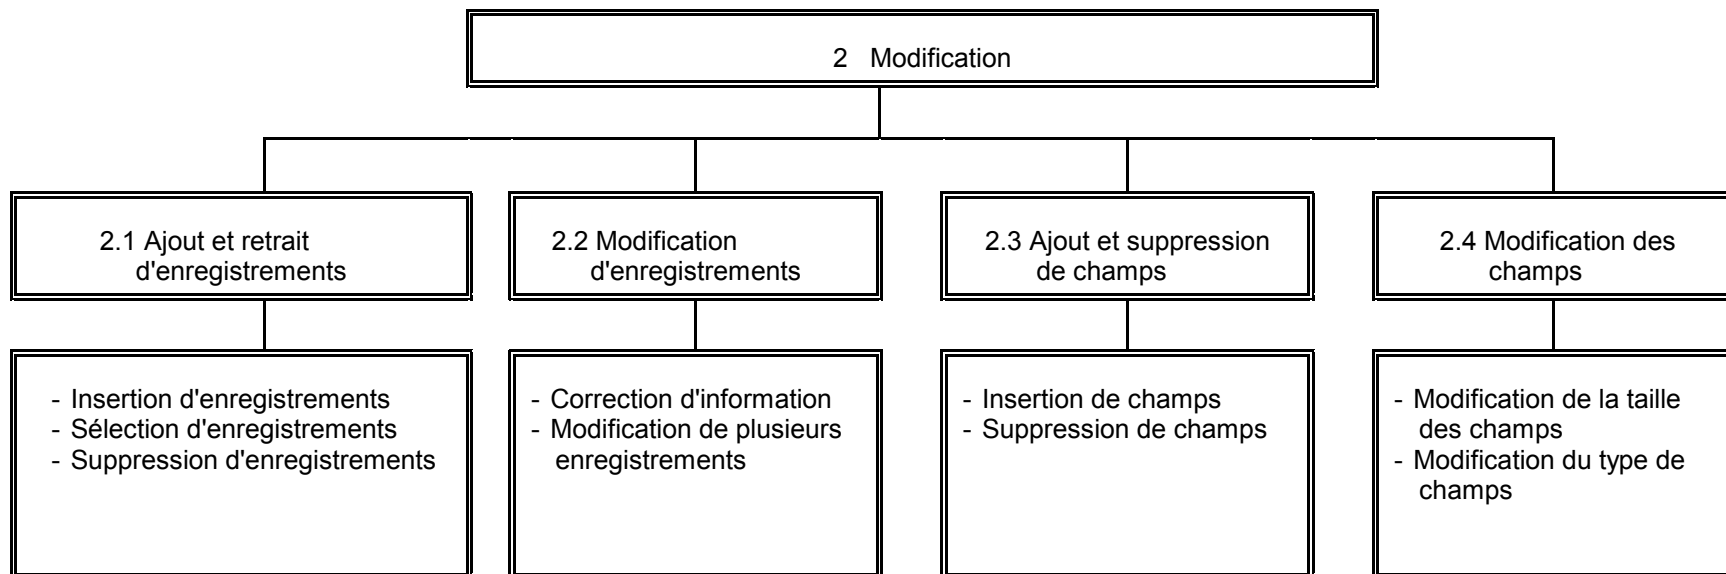 2 Modification
2.1 Ajout et retrait
d'enregistrements
2.2 Modification
d'enregistrements
2.3 Ajout et suppression
de champs
2.4 Modification des
champs
- Insertion d'enregistrements
- Sélection d'enregistrements
- Suppression d'enregistrements
- Correction d'information
- Modification de plusieurs
enregistrements
- Insertion de champs
- Suppression de champs
- Modification de la taille
des champs
- Modification du type de
champs